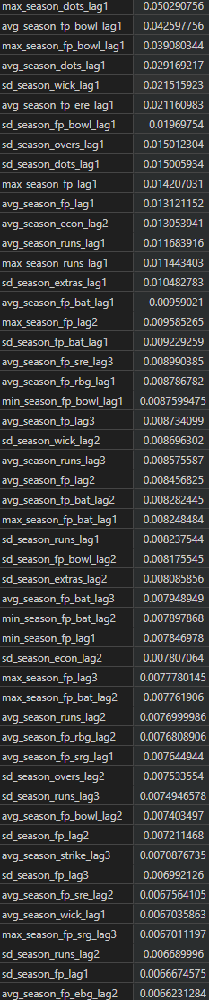 max_season_dots_lag1 0.050290756
avg_season_fp_bowl_lag1 0.042597756
max_season_fp_bowl_lag1 0.039080344
avg_season_dots_lag1 0.029169217
sd_season_wick_lag1 0.021515923
avg_season_fp_ere_lag1 0.021160983
sd_season_fp_bowl_lag1 0.01969754
sd_season_overs_lag1 0.015012304
sd_season_dots_lag1 0.015005934
max_season_fp_lag1 0.014207031
avg_season_fp_lag1 0.013121152
avg_season_econ_lag2 0.013053941
avg_season_runs_lag1 0.011683916
max_season_runs_lag1 0.011443403
sd_season_extras_lag1 0.010482783
avg_season_fp_bat_lag1 0.00959021
max_season_fp_lag2 0.009585265
sd_season_fp_bat_lag1 0.009229259
avg_season_fp_sre_lag3 0.008990385
avg_season_fp_rbg_lag1 0.008786782
min_season_fp_bowl_lag1 0.0087599475
avg_season_fp_lag3 0.008734099
sd_season_wick_lag2 0.008696302
avg_season_runs_lag3 0.008575587
avg_season_fp_lag2 0.008456825
avg_season_fp_bat_lag2 0.008282445
max_season_fp_bat_lag1 0.008248484
sd_season_runs_lag1 0.008237544
sd_season_fp_bowl_lag2 0.008175545
sd_season_extras_lag2 0.008085856
avg_season_fp_bat_lag3 0.007948949
min_season_fp_bat_lag2 0.007897868
min_season_fp_lag1 0.007846978
sd_season_econ_lag2 0.007807064
max_season_fp_lag3 0.0077780145
max_season_fp_bat_lag2 0.007761906
avg_season_runs_lag2 0.0076999986
avg_season_fp_rbg_lag2 0.0076808906
avg_season_fp_srg_lag1 0.007644944
sd_season_overs_lag2 0.007533554
sd_season_runs_lag3 0.0074946578
avg_season_fp_bowl_lag2 0.007403497
sd_season_fp_lag2 0.007211468
avg_season_strike_lag3 0.0070876735
sd_season_fp_lag3 0.006992126
avg_season_fp_sre_lag2 0.0067564105
avg_season_wick_lag1 0.0067035863
max_season_fp_srg_lag3 0.0067011197
sd_season_runs_lag2 0.006689996
sd_season_fp_lag1 0.0066674575
avg_season_fp_ebg_lag2 0.0066231284